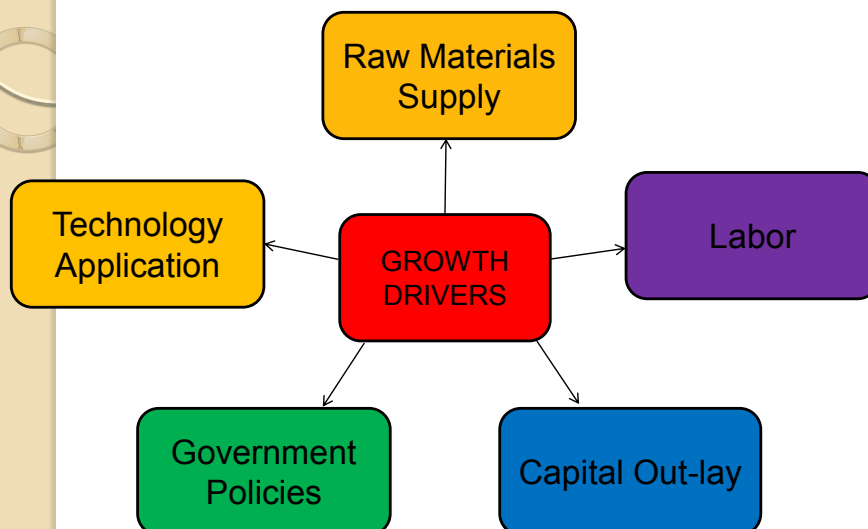 Raw Materials
Supply
Technology
Application
GROWTH
DRIVERS
Labor
Government
Policies
Capital Out-lay